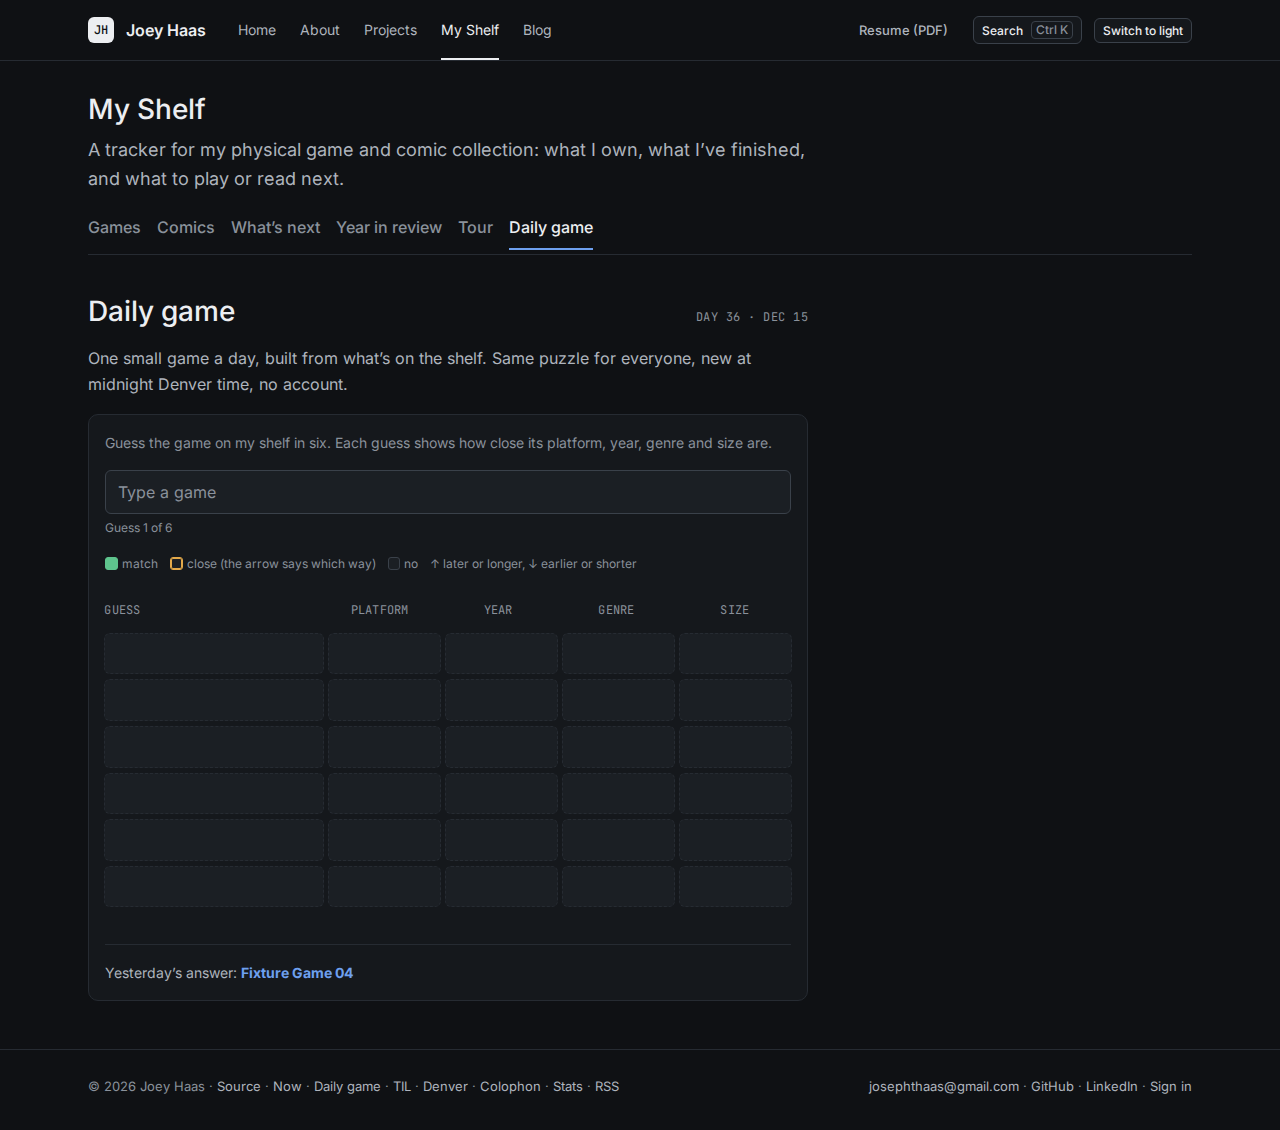 JH Joey Haas Home About Projects My Shelf Blog Resume (PDF) Search Ctrl K Switch to light
My Shelf
A tracker for my physical game and comic collection: what I own, what I’ve finished,
and what to play or read next.
Games Comics What’s next Year in review Tour Daily game
Daily game DAY 36 · DEC 15
One small game a day, built from what’s on the shelf. Same puzzle for everyone, new at
midnight Denver time, no account.
Guess the game on my shelf in six. Each guess shows how close its platform, year, genre and size are.
Type a game
Guess 1 of 6
match close (the arrow says which way) no ↑ later or longer, ↓ earlier or shorter
GUESS PLATFORM YEAR GENRE SIZE
Yesterday’s answer: Fixture Game 04
© 2026 Joey Haas · Source · Now · Daily game · TIL · Denver · Colophon · Stats · RSS josephthaas@gmail.com · GitHub · LinkedIn · Sign in